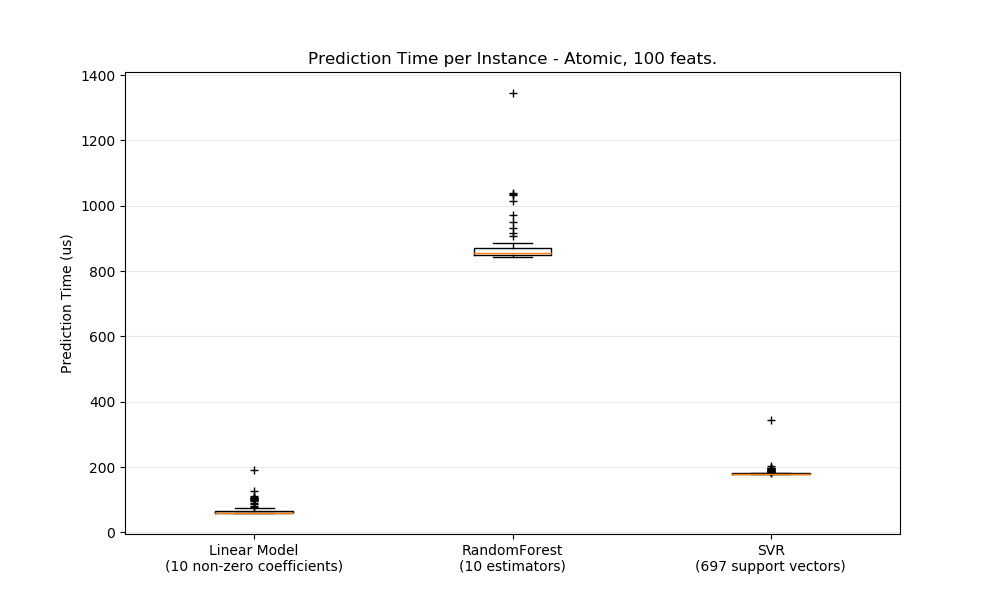 Prediction Time per Instance - Atomic, 100 feats.
Prediction Time (us)
1400
1200
1000
800
600
400
200
0
Linear Model
(10 non-zero coefficients)
RandomForest
(10 estimators)
SVR
(697 support vectors)